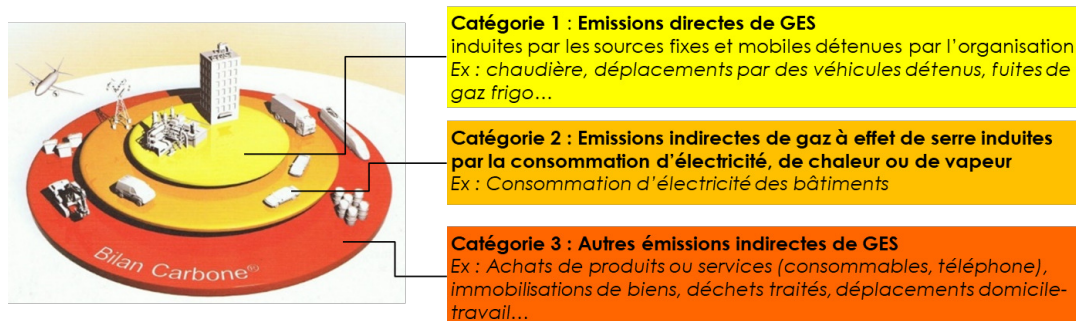 Catégorie 1 : Emissions directes de GES
induites par les sources fixes et mobiles détenues par l'organisation
Ex : chaudière, déplacements par des véhicules détenus, fuites de
gaz frigo…
Catégorie 2 : Emissions indirectes de gaz à effet de serre induites
par la consommation d'électricité, de chaleur ou de vapeur
Ex : Consommation d'électricité des bâtiments
Catégorie 3 : Autres émissions indirectes de GES
Ex : Achats de produits ou services (consommables, téléphone),
immobilisations de biens, déchets traités, déplacements domicile-
travail…
Bilan Carbone®